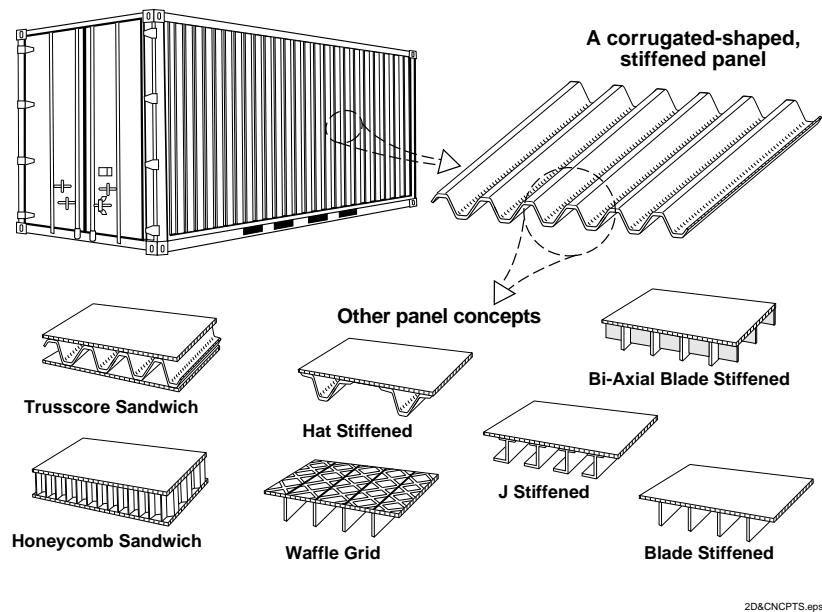 A corrugated-shaped,
stiffened panel
Other panel concepts
Trusscore Sandwich
Hat Stiffened
Bi-Axial Blade Stiffened
J Stiffened
Honeycomb Sandwich
Waffle Grid
Blade Stiffened
2D&CNCPTS.eps